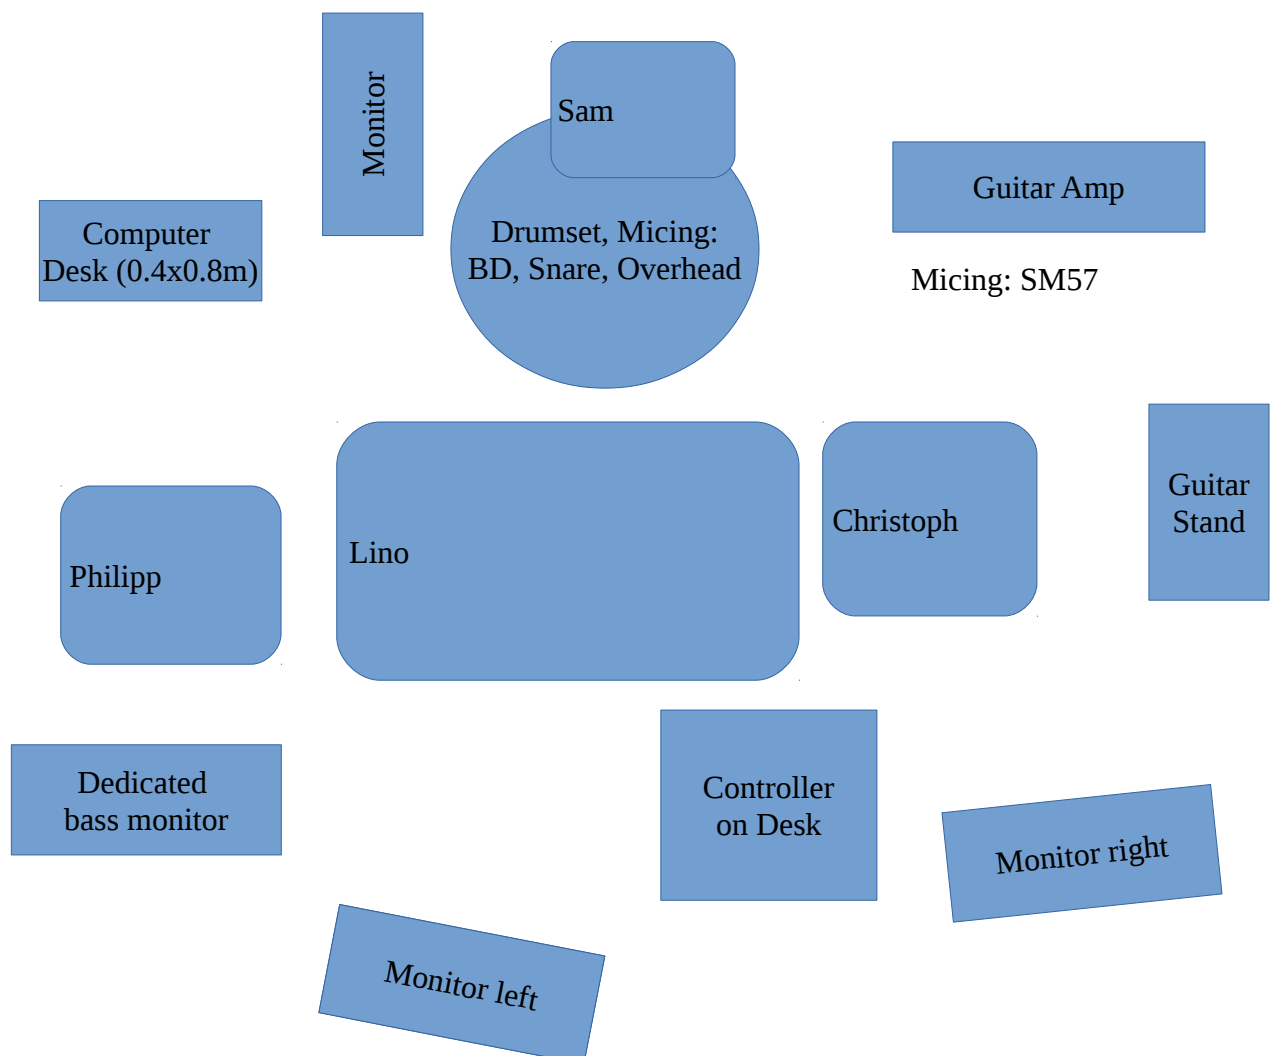 Monitor
Sam
Guitar Amp
Computer
Desk (0.4x0.8m)
Drumset, Micing:
BD, Snare, Overhead
Micing: SM57
Guitar
Stand
Philipp
Lino
Christoph
Dedicated
bass monitor
Controller
on Desk
Monitor right
Monitor left